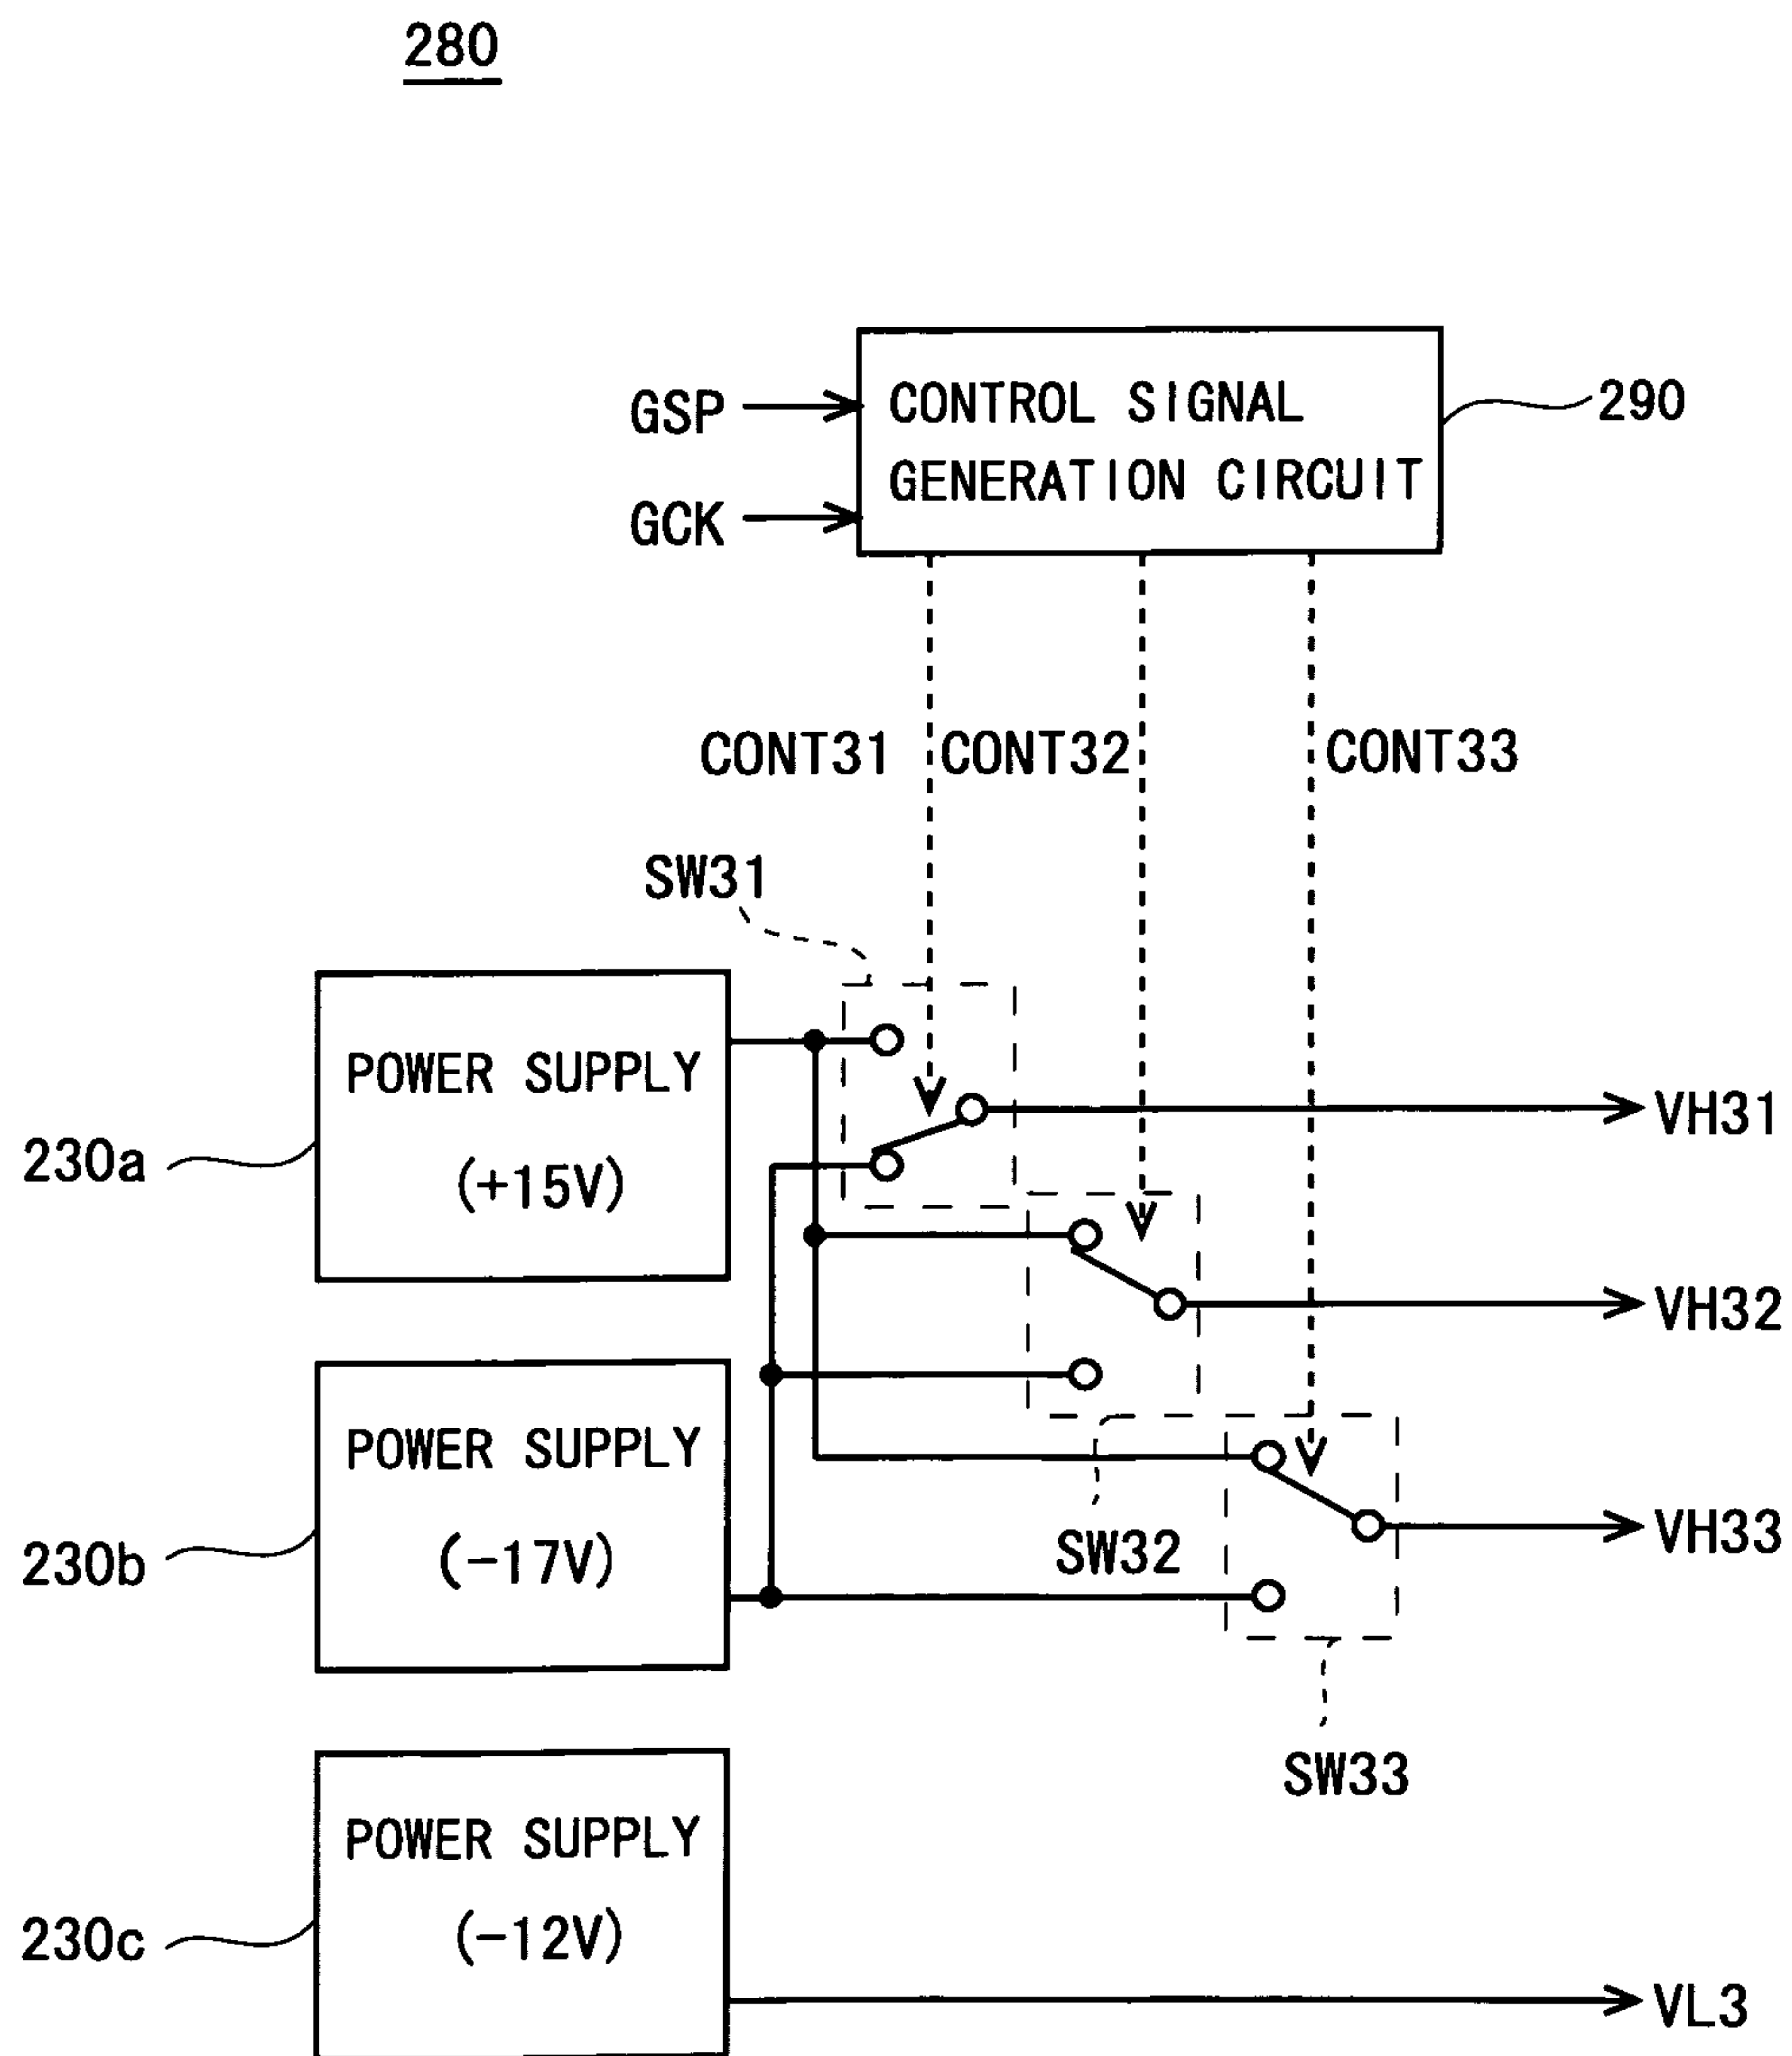 280
GSP
CONTROL SIGNAL
GENERATION CIRCUIT
290
GCK
CONT31
CONT32
CONT33
SW31
POWER SUPPLY
(+15V)
230a
VH31
VH32
POWER SUPPLY
(-17V)
230b
SW32
VH33
SW33
POWER SUPPLY
(-12V)
230c
VL3